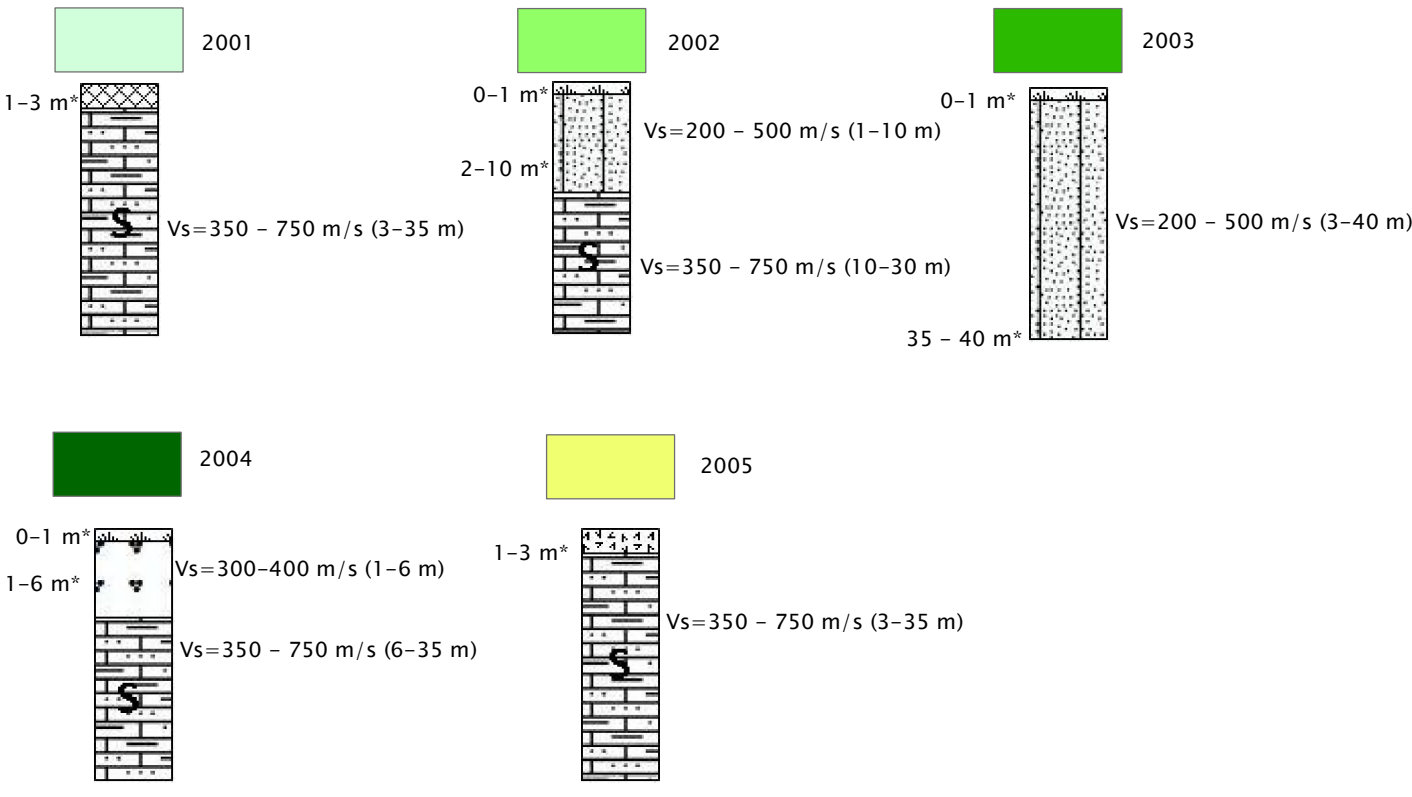 2001
1–3 m*
S
Vs=350 – 750 m/s (3–35 m)
2002
0–1 m*
Vs=200 – 500 m/s (1–10 m)
2–10 m*
S
Vs=350 – 750 m/s (10–30 m)
2003
0–1 m*
Vs=200 – 500 m/s (3–40 m)
35 – 40 m*
2004
0–1 m*
Vs=300–400 m/s (1–6 m)
1–6 m*
Vs=350 – 750 m/s (6–35 m)
S
2005
1–3 m*
Vs=350 – 750 m/s (3–35 m)
S